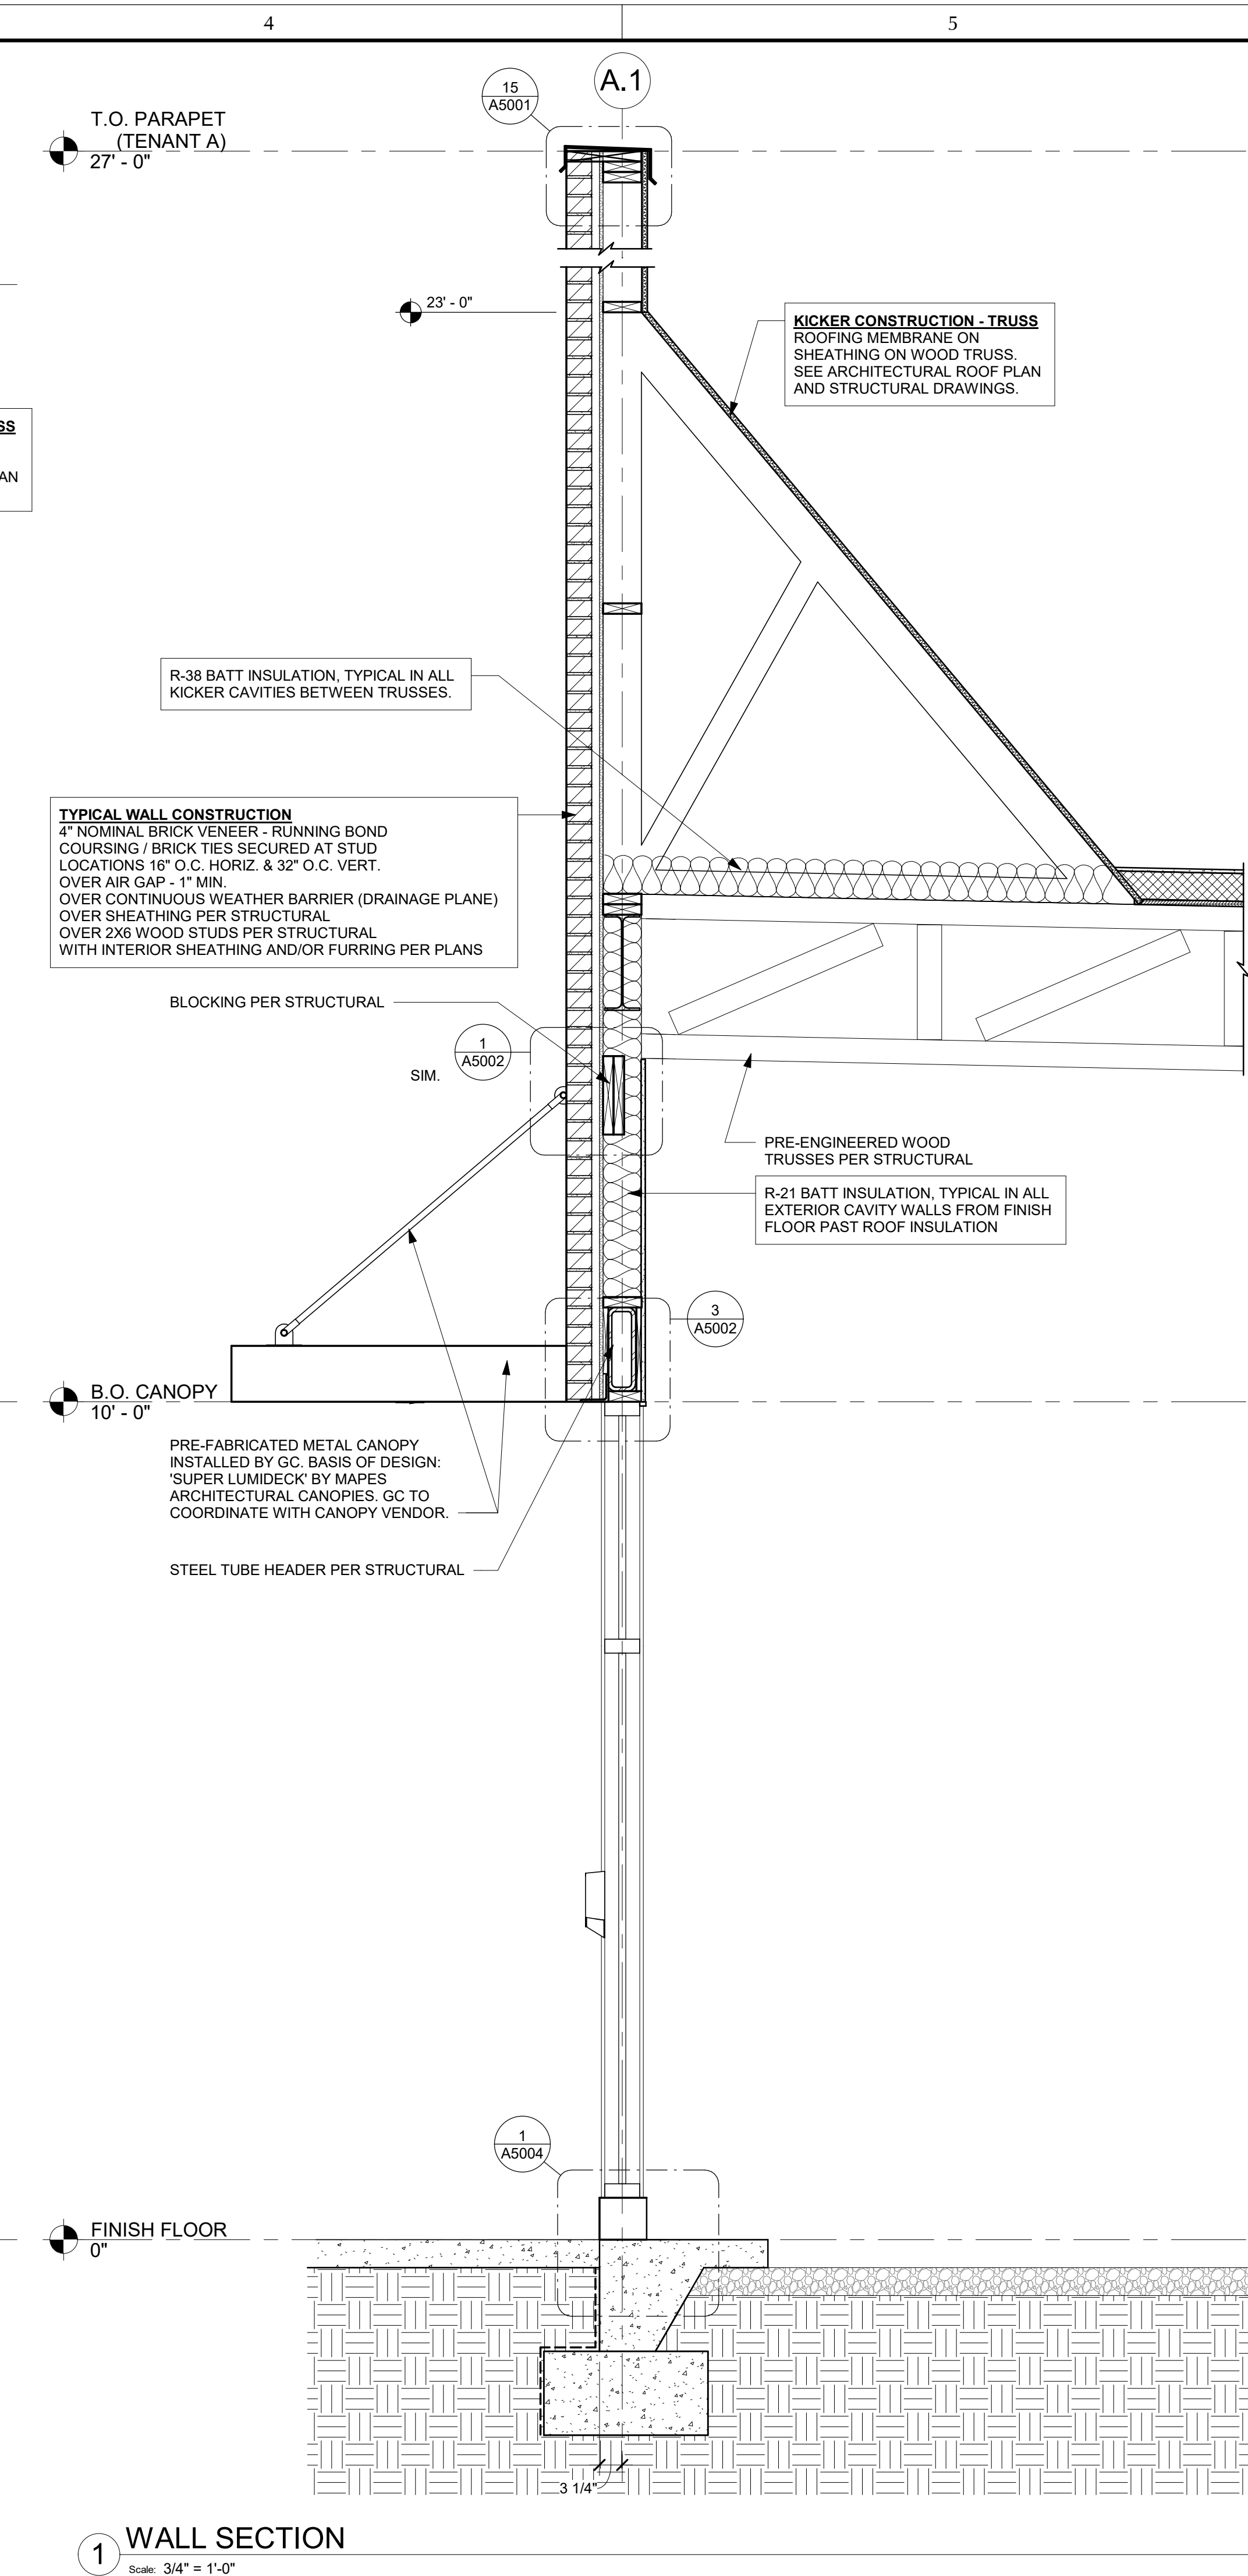 4
5
15
A5001
A.1
T.O. PARAPET
(TENANT A)
27' - 0"
23' - 0"
KICKER CONSTRUCTION - TRUSS
ROOFING MEMBRANE ON
SHEATHING ON WOOD TRUSS.
SEE ARCHITECTURAL ROOF PLAN
AND STRUCTURAL DRAWINGS.
SS
AN
R-38 BATT INSULATION, TYPICAL IN ALL
KICKER CAVITIES BETWEEN TRUSSES.
TYPICAL WALL CONSTRUCTION
4" NOMINAL BRICK VENEER - RUNNING BOND
COURSING / BRICK TIES SECURED AT STUD
LOCATIONS 16" O.C. HORIZ. & 32" O.C. VERT.
OVER AIR GAP - 1" MIN.
OVER CONTINUOUS WEATHER BARRIER (DRAINAGE PLANE)
OVER SHEATHING PER STRUCTURAL
OVER 2X6 WOOD STUDS PER STRUCTURAL
WITH INTERIOR SHEATHING AND/OR FURRING PER PLANS
BLOCKING PER STRUCTURAL
1
A5002
SIM.
PRE-ENGINEERED WOOD
TRUSSES PER STRUCTURAL
R-21 BATT INSULATION, TYPICAL IN ALL
EXTERIOR CAVITY WALLS FROM FINISH
FLOOR PAST ROOF INSULATION
3
A5002
B.O. CANOPY
10' - 0"
PRE-FABRICATED METAL CANOPY
INSTALLED BY GC. BASIS OF DESIGN:
'SUPER LUMIDECK' BY MAPES
ARCHITECTURAL CANOPIES. GC TO
COORDINATE WITH CANOPY VENDOR.
STEEL TUBE HEADER PER STRUCTURAL
1
A5004
FINISH FLOOR
0"
3 1/4"
1
WALL SECTION
Scale: 3/4" = 1'-0"